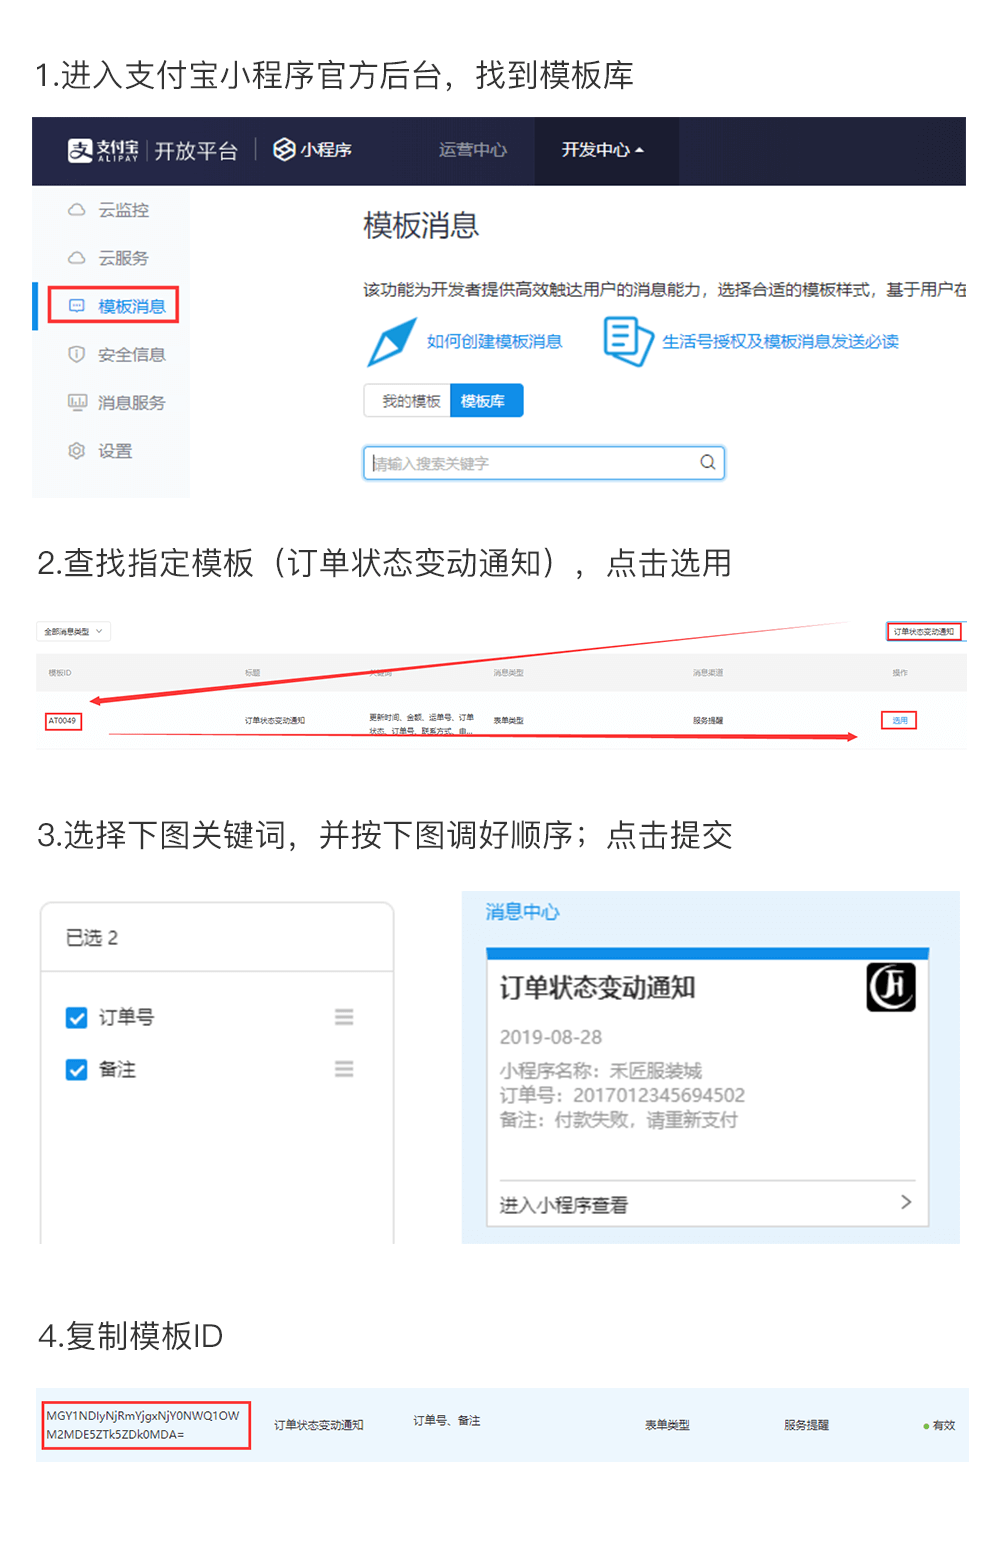 1.进入支付宝小程序官方后台，找到模板库
支 支付宝 ALIPAY 开放平台 小程序 运营中心 开发中心
云监控
云服务
模板消息
安全信息
消息服务
设置
模板消息
该功能为开发者提供高效触达用户的消息能力，选择合适的模板样式，基于用户在
如何创建模板消息 生活号授权及模板消息发送必读
我的模板 模板库
请输入搜索关键字
2.查找指定模板（订单状态变动通知），点击选用
全部消息类型 订单状态变动通知
模板ID 标题 关键词 消息类型 消息渠道 操作
AT0049 订单状态变动通知 更新时间、金额、运单号、订单 表单类型 服务提醒 选用
状态、订单号、联系方式、由...
3.选择下图关键词，并按下图调好顺序；点击提交
已选 2
订单号
备注
消息中心
订单状态变动通知
2019-08-28
小程序名称：禾匠服装城
订单号：2017012345694502
备注：付款失败，请重新支付
进入小程序查看
4.复制模板ID
MGY1NDIyNjRmYjgxNjY0NWQ1OW
M2MDE5ZTk5ZDk0MDA=
订单状态变动通知 订单号、备注 表单类型 服务提醒 有效